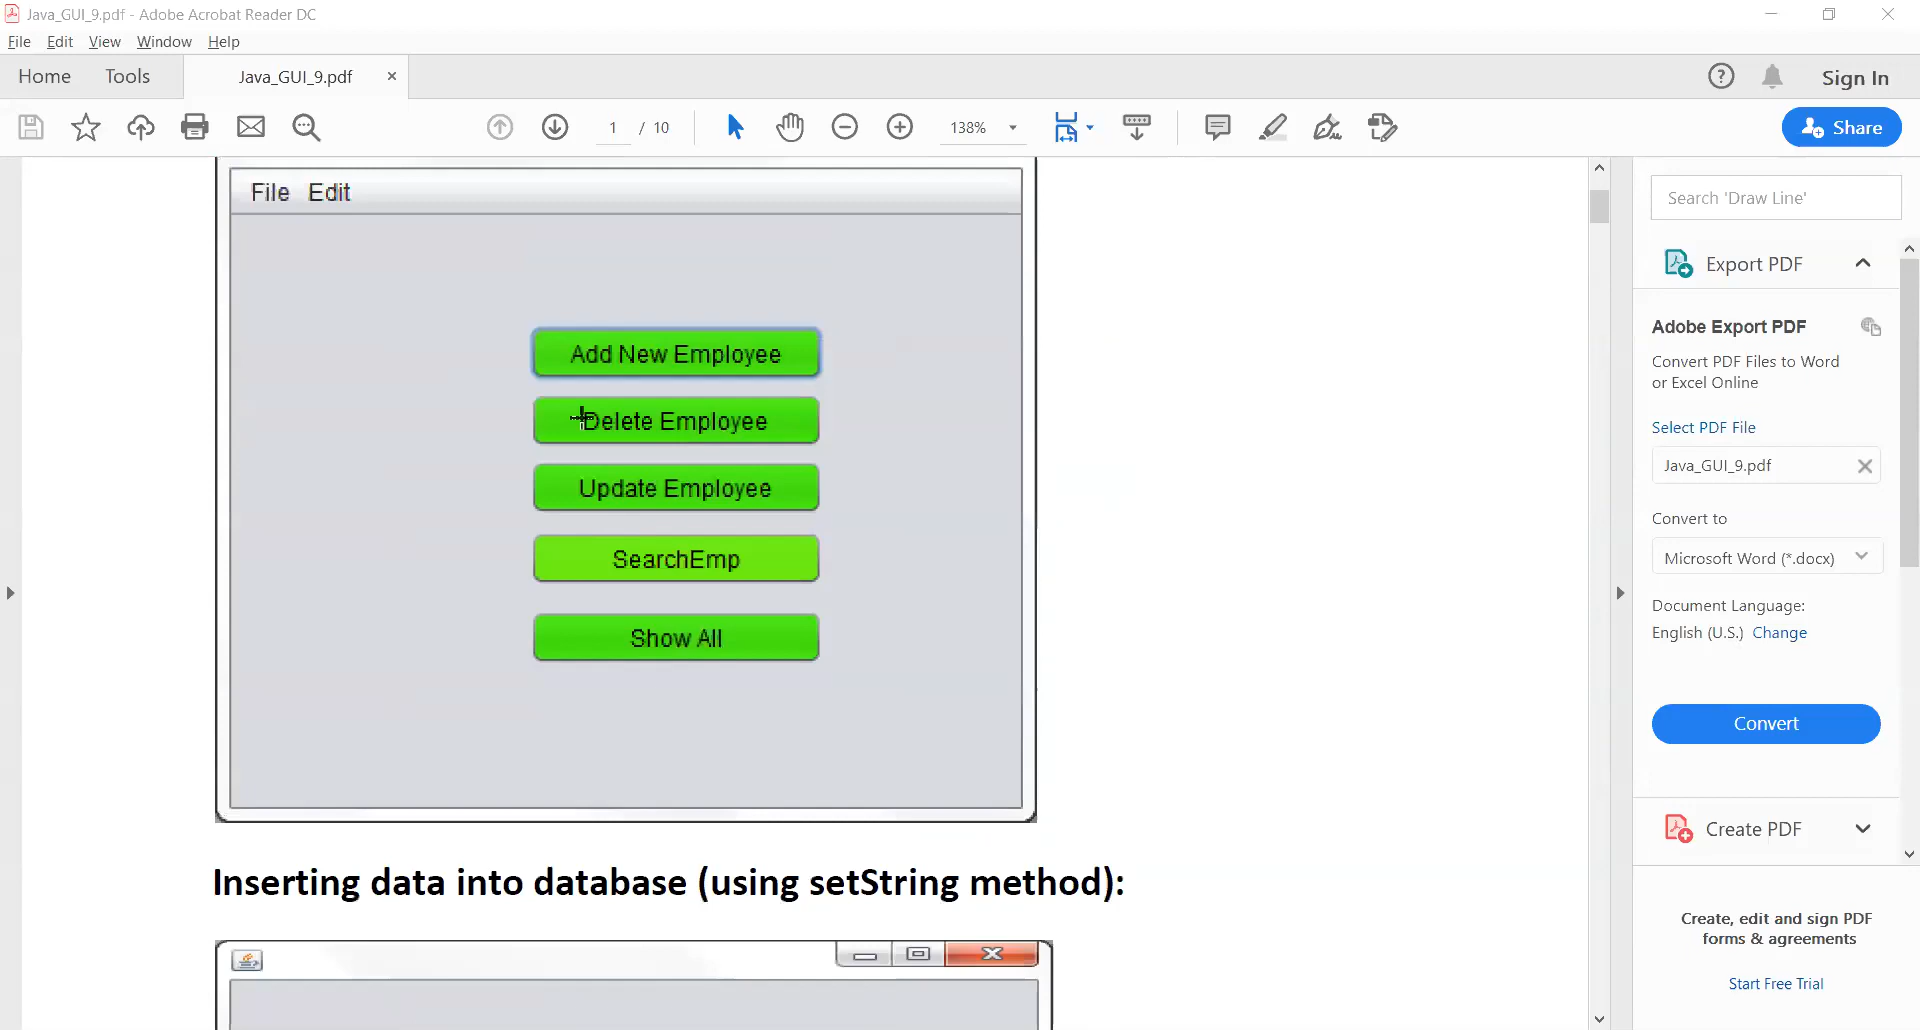 Java_GUI_9.pdf - Adobe Acrobat Reader DC
File Edit View Window Help
Home Tools Java_GUI_9.pdf Sign In
1 / 10 138% Share
File Edit
Add New Employee
Delete Employee
Update Employee
SearchEmp
Show All
Inserting data into database (using setString method):
Search 'Draw Line'
Export PDF
Adobe Export PDF
Convert PDF Files to Word
or Excel Online
Select PDF File
Java_GUI_9.pdf
Convert to
Microsoft Word (*.docx)
Document Language:
English (U.S.) Change
Convert
Create PDF
Create, edit and sign PDF
forms & agreements
Start Free Trial